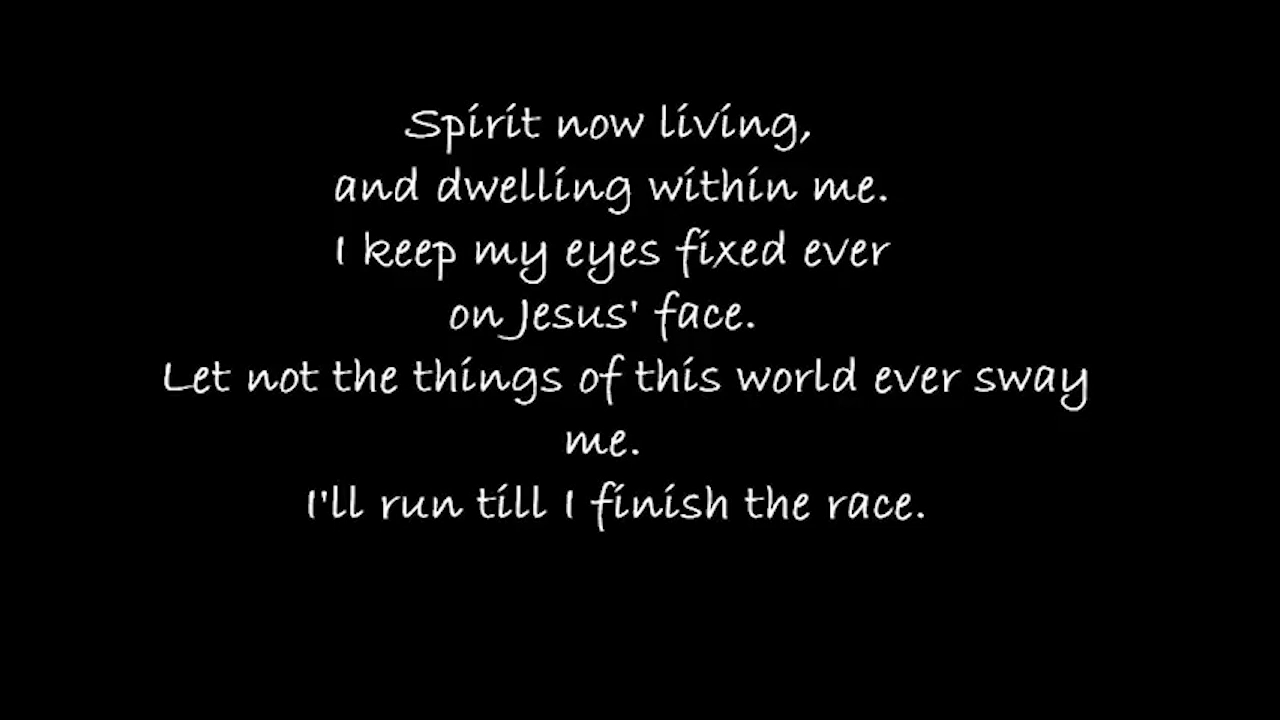 Spirit now living,
and dwelling within me.
I keep my eyes fixed ever
on Jesus' face.
Let not the things of this world ever sway
me.
I'll run till I finish the race.